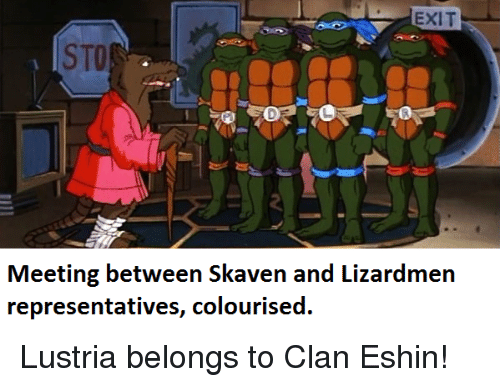 EXIT
STO
M D L R
Meeting between Skaven and Lizardmen
representatives, colourised.
Lustria belongs to Clan Eshin!